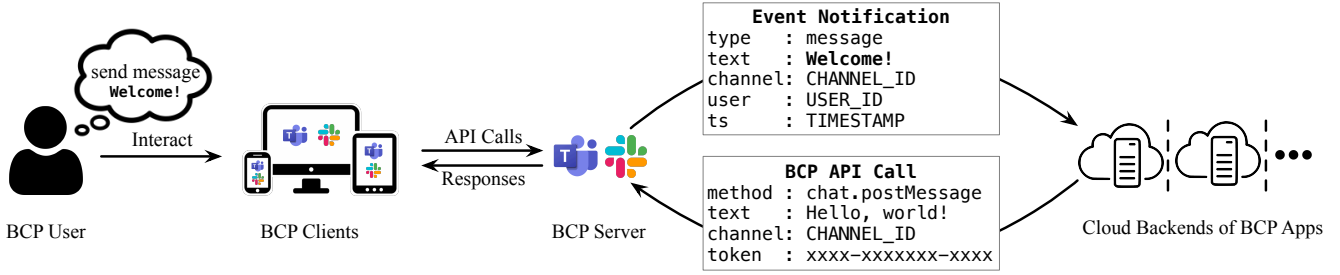 send message
Welcome!
Interact
BCP User
BCP Clients
API Calls
Responses
T
BCP Server
Event Notification
type   : message
text   : Welcome!
channel: CHANNEL_ID
user   : USER_ID
ts     : TIMESTAMP
BCP API Call
method : chat.postMessage
text   : Hello, world!
channel: CHANNEL_ID
token  : xxxx-xxxxxxx-xxxx
Cloud Backends of BCP Apps